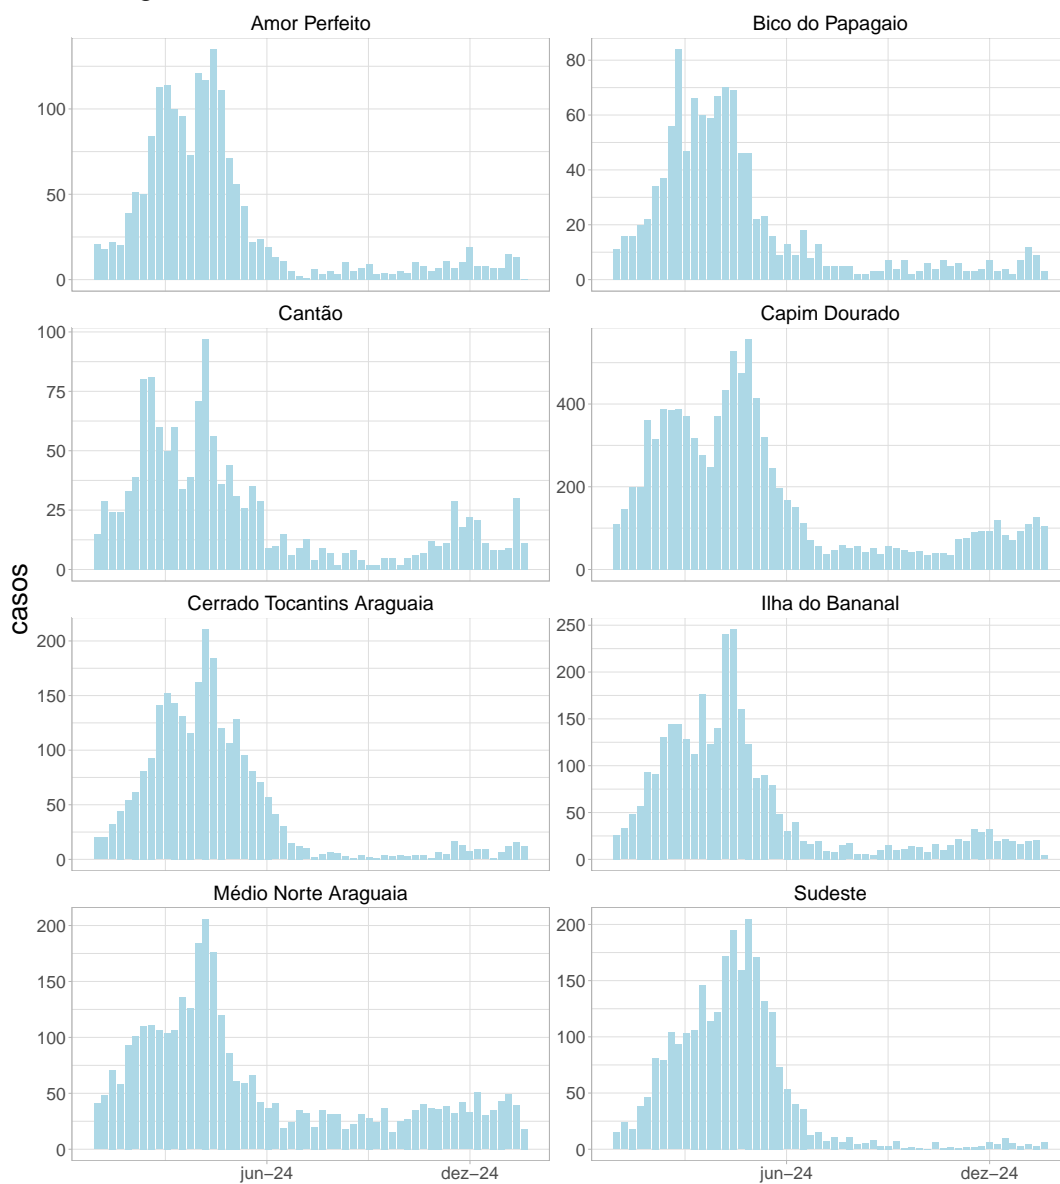 Amor Perfeito
Bico do Papagaio
100
50
0
80
60
40
20
0
Cantão
Capim Dourado
100
75
50
25
0
400
200
0
casos
Cerrado Tocantins Araguaia
Ilha do Bananal
200
150
100
50
0
250
200
150
100
50
0
Médio Norte Araguaia
Sudeste
200
150
100
50
0
200
150
100
50
0
jun−24
dez−24
jun−24
dez−24